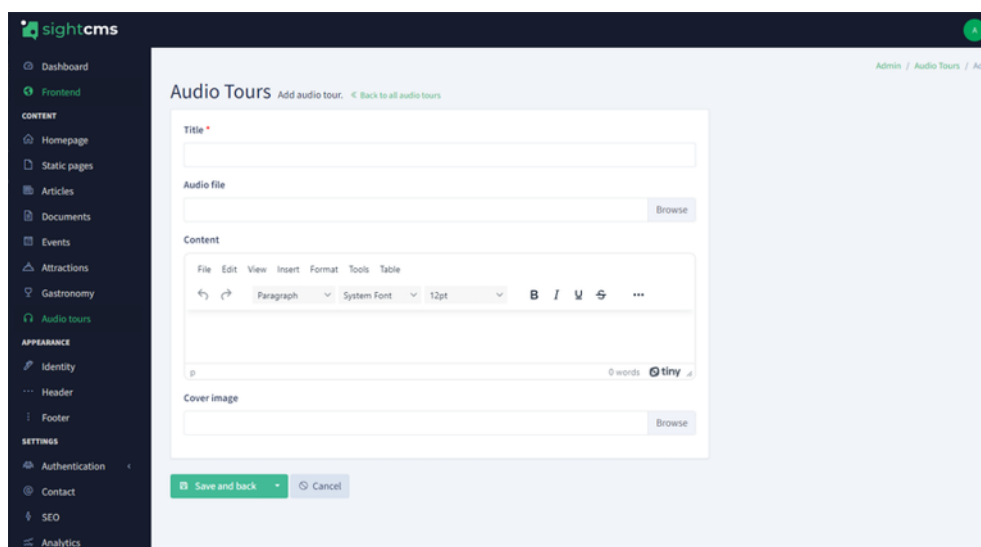 sightcms
A
Dashboard
Frontend
CONTENT
Homepage
Static pages
Articles
Documents
Events
Attractions
Gastronomy
Audio tours
APPEARANCE
Identity
Header
Footer
SETTINGS
Authentication
Contact
SEO
Analytics
Admin / Audio Tours / Ad
Audio Tours Add audio tour. « Back to all audio tours
Title *
Audio file
Browse
Content
File Edit View Insert Format Tools Table
Paragraph System Font 12pt B I U S ...
p 0 words tiny
Cover image
Browse
Save and back Cancel